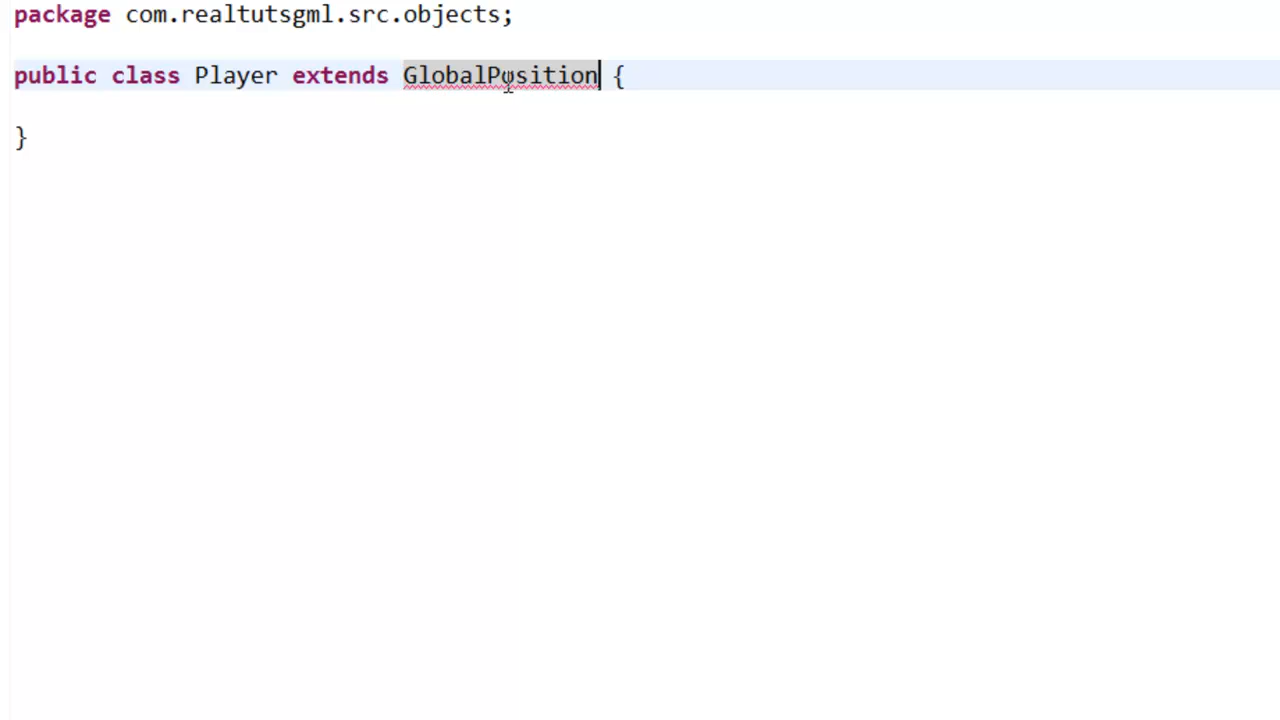 package com.realtutsgml.src.objects;
public class Player extends GlobalPosition {
}